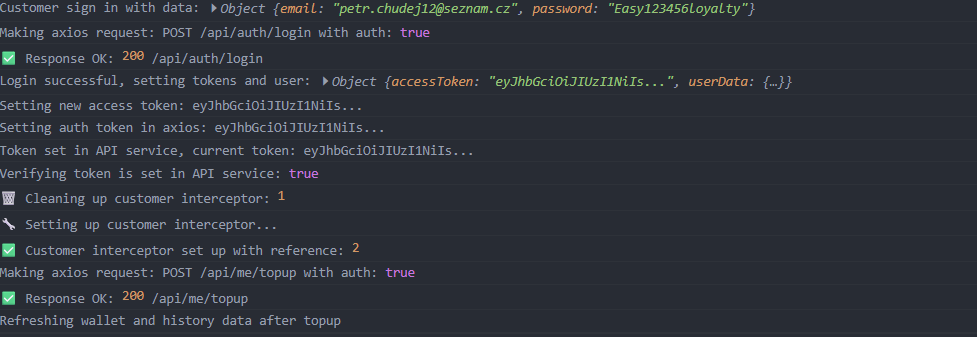 Customer sign in with data: ▶Object {email: "petr.chudej12@seznam.cz", password: "Easy123456loyalty"}
Making axios request: POST /api/auth/login with auth: true
✅ Response OK: 200 /api/auth/login
Login successful, setting tokens and user: ▶Object {accessToken: "eyJhbGciOiJIUzI1NiIs...", userData: {…}}
Setting new access token: eyJhbGciOiJIUzI1NiIs...
Setting auth token in axios: eyJhbGciOiJIUzI1NiIs...
Token set in API service, current token: eyJhbGciOiJIUzI1NiIs...
Verifying token is set in API service: true
🗑️ Cleaning up customer interceptor: 1
🔧 Setting up customer interceptor...
✅ Customer interceptor set up with reference: 2
Making axios request: POST /api/me/topup with auth: true
✅ Response OK: 200 /api/me/topup
Refreshing wallet and history data after topup